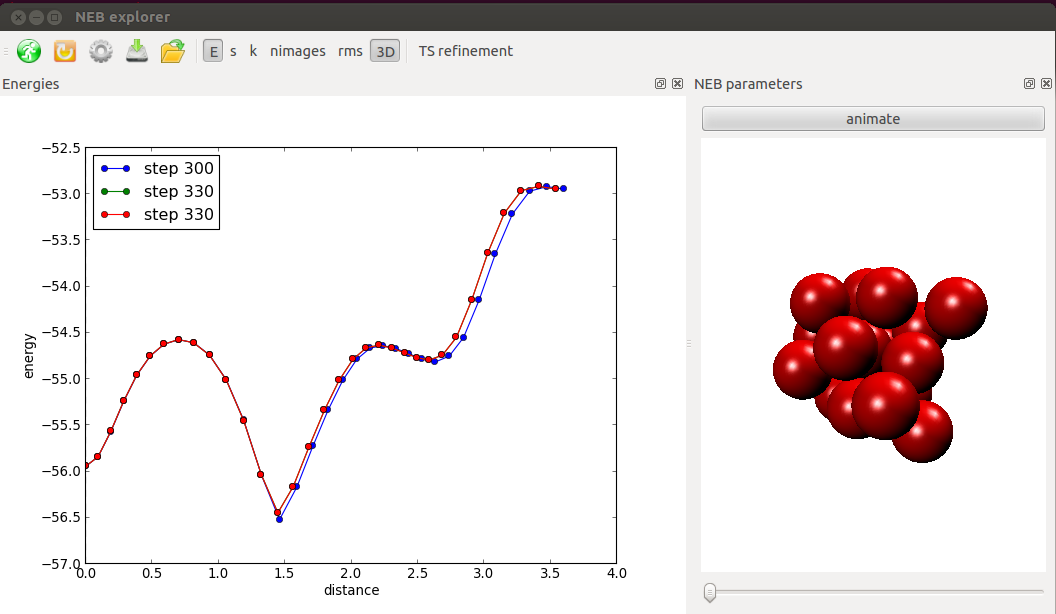 NEB explorer
E s k nimages rms 3D TS refinement
Energies
NEB parameters
animate
step 300
step 330
step 330
−52.5
−53.0
−53.5
−54.0
−54.5
−55.0
−55.5
−56.0
−56.5
−57.0
energy
0.0 0.5 1.0 1.5 2.0 2.5 3.0 3.5 4.0
distance